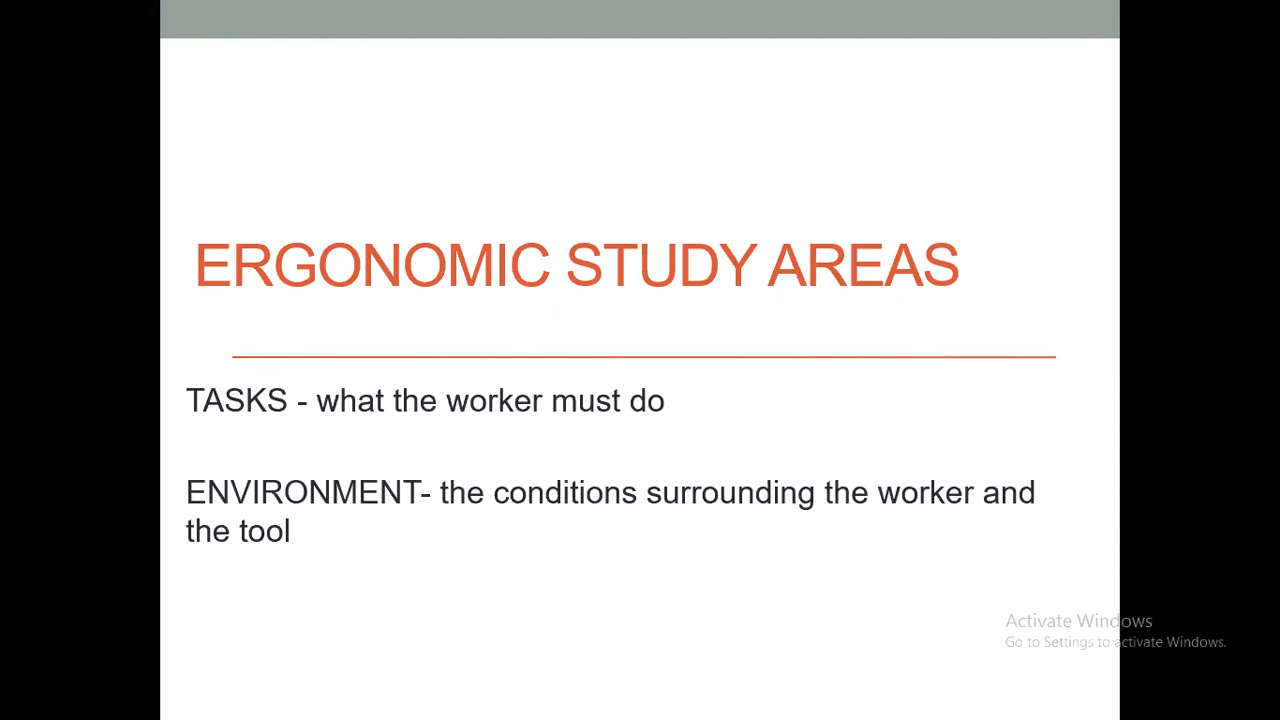 ERGONOMIC STUDY AREAS
TASKS - what the worker must do
ENVIRONMENT- the conditions surrounding the worker and
the tool
Activate Windows
Go to Settings to activate Windows.